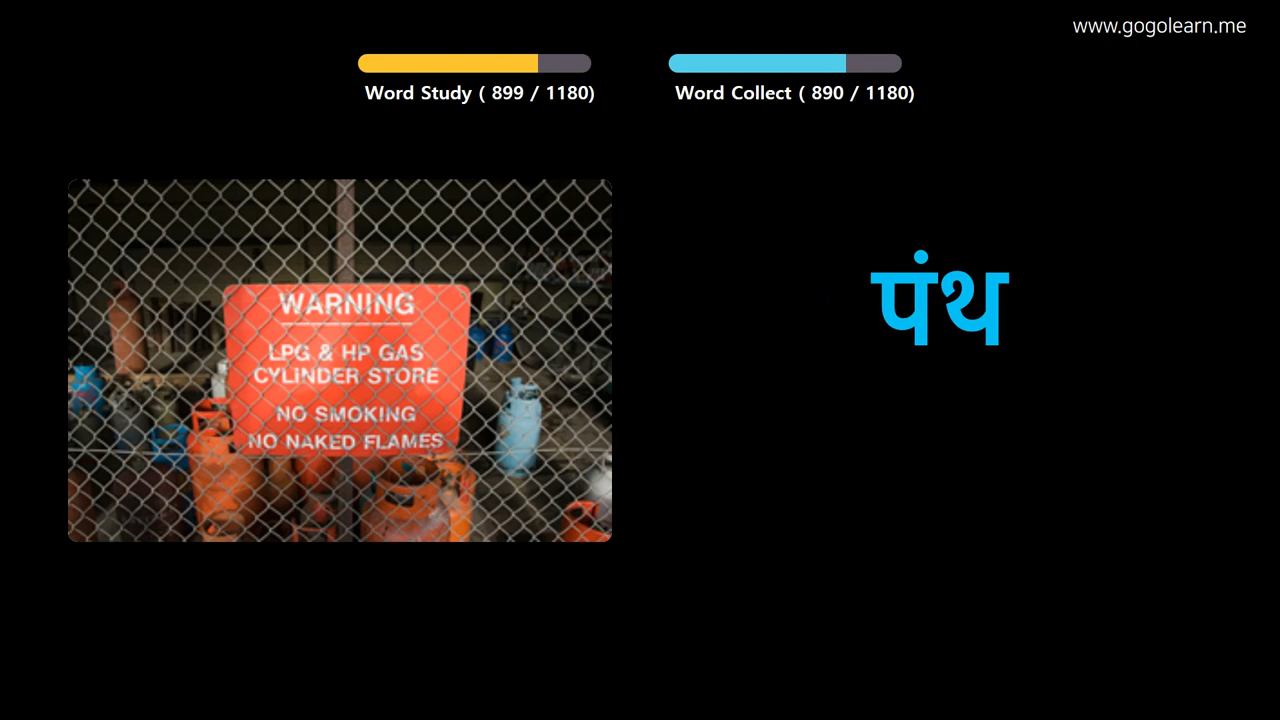 www.gogolearn.me
Word Study ( 899 / 1180)
Word Collect ( 890 / 1180)
WARNING
LPG & HP GAS
CYLINDER STORE
NO SMOKING
NO NAKED FLAMES
पंथ